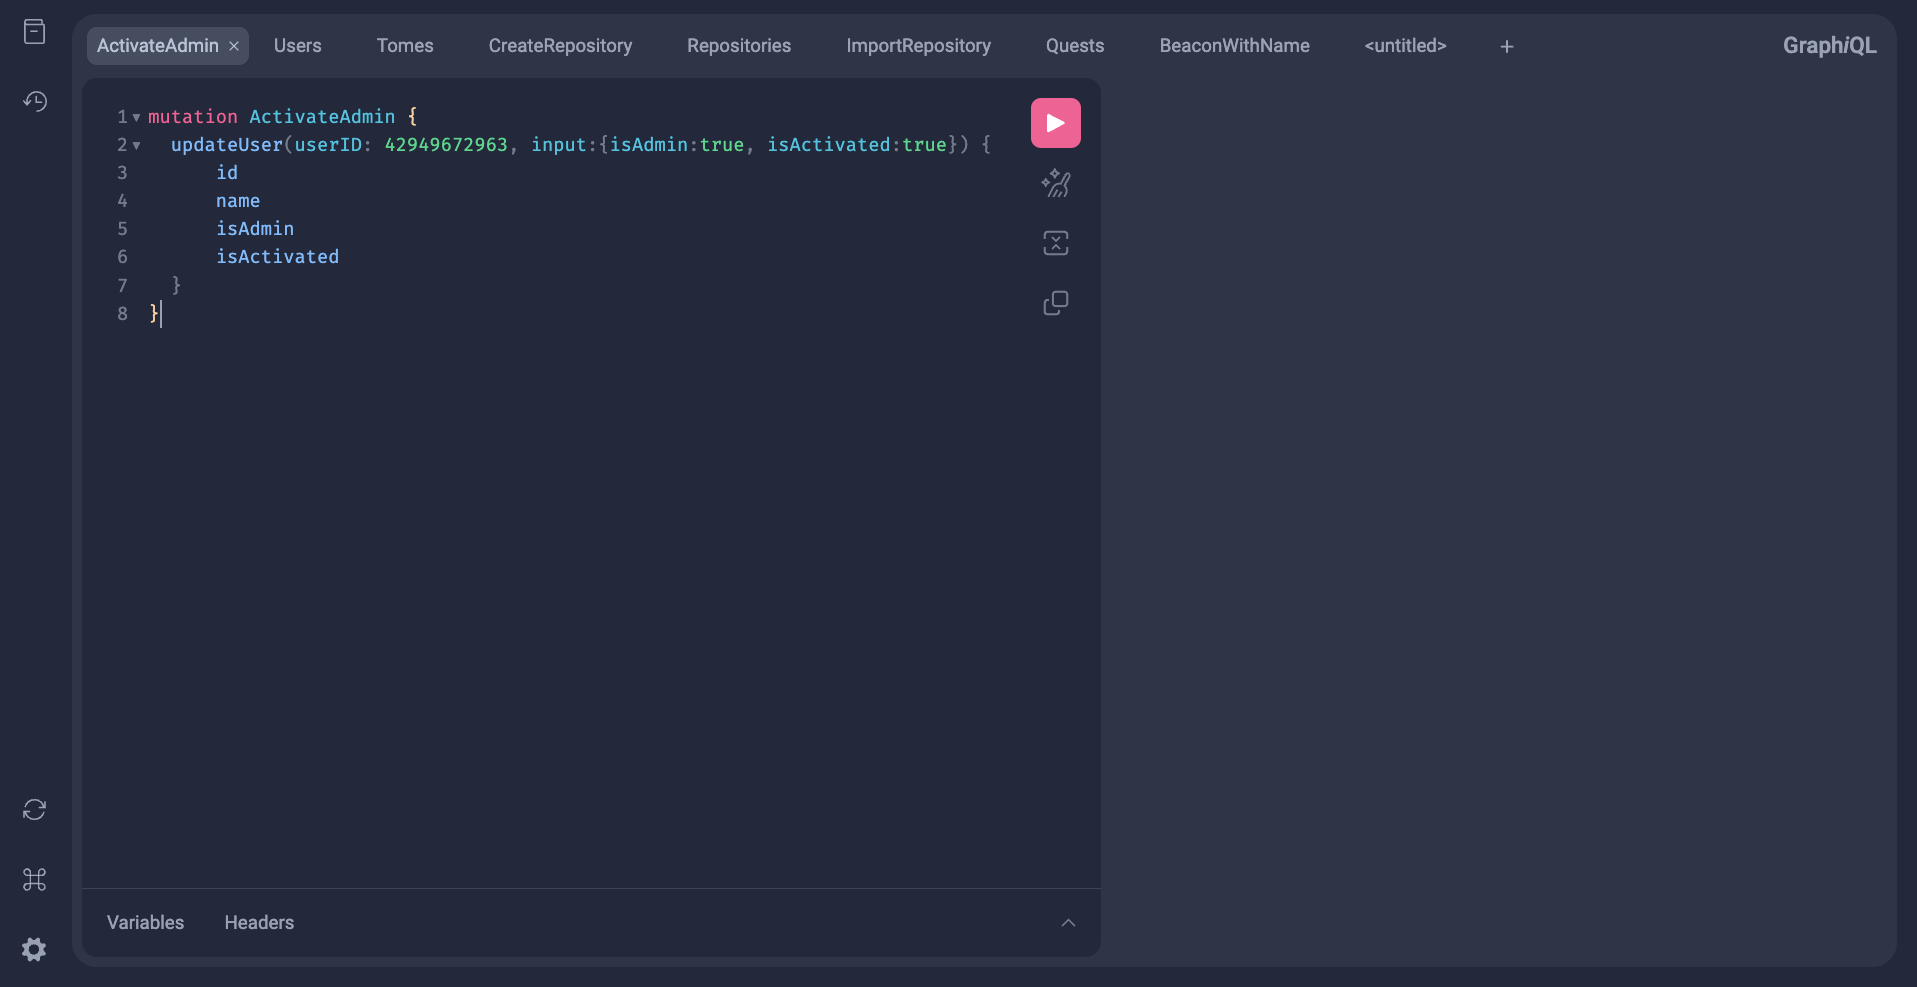 ActivateAdmin Users Tomes CreateRepository Repositories ImportRepository Quests BeaconWithName <untitled> + GraphiQL
1 mutation ActivateAdmin {
2 updateUser(userID: 42949672963, input:{isAdmin:true, isActivated:true}) {
3 id
4 name
5 isAdmin
6 isActivated
7 }
8 }
Variables Headers